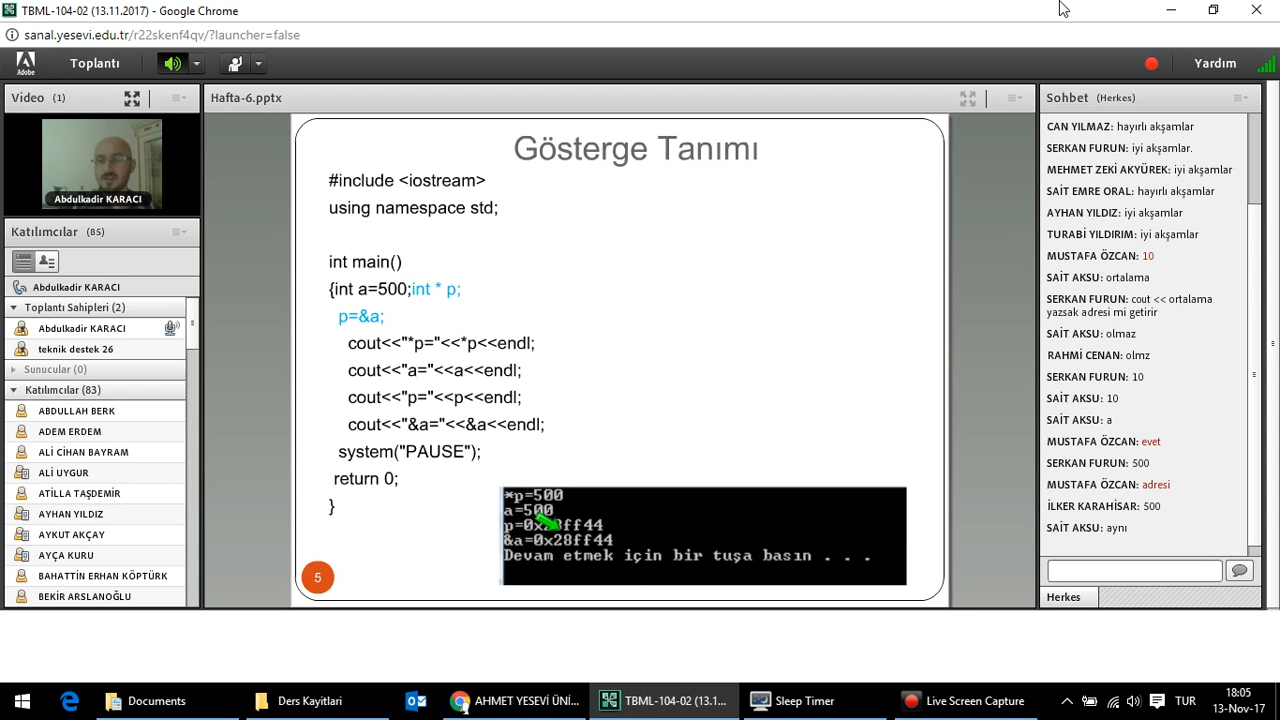 TBML-104-02 (13.11.2017) - Google Chrome
sanal.yesevi.edu.tr/r22skenf4qv/?launcher=false
Adobe
Toplantı
Yardım
Video (1)
Abdulkadir KARACI
Katılımcılar (85)
Abdulkadir KARACI
Toplantı Sahipleri (2)
Abdulkadir KARACI
teknik destek 26
Sunucular (0)
Katılımcılar (83)
ABDULLAH BERK
ADEM ERDEM
ALİ CİHAN BAYRAM
ALİ UYGUR
ATİLLA TAŞDEMİR
AYHAN YILDIZ
AYKUT AKÇAY
AYÇA KURU
BAHATTİN ERHAN KÖPTÜRK
BEKİR ARSLANOĞLU
Hafta-6.pptx
Gösterge Tanımı
#include <iostream>
using namespace std;
int main()
{int a=500;int * p;
p=&a;
cout<<"*p="<<*p<<endl;
cout<<"a="<<a<<endl;
cout<<"p="<<p<<endl;
cout<<"&a="<<&a<<endl;
system("PAUSE");
return 0;
}
5
*p=500
a=500
p=0x28ff44
&a=0x28ff44
Devam etmek için bir tuşa basın . . .
Sohbet (Herkes)
CAN YILMAZ: hayırlı akşamlar
SERKAN FURUN: iyi akşamlar.
MEHMET ZEKİ AKYÜREK: iyi akşamlar
SAİT EMRE ORAL: hayırlı akşamlar
AYHAN YILDIZ: iyi akşamlar
TURABİ YILDIRIM: iyi akşamlar
MUSTAFA ÖZCAN: 10
SAİT AKSU: ortalama
SERKAN FURUN: cout << ortalama
yazsak adresi mi getirir
SAİT AKSU: olmaz
RAHMİ CENAN: olmz
SERKAN FURUN: 10
SAİT AKSU: 10
SAİT AKSU: a
MUSTAFA ÖZCAN: evet
SERKAN FURUN: 500
MUSTAFA ÖZCAN: adresi
İLKER KARAHİSAR: 500
SAİT AKSU: aynı
Herkes
Documents
Ders Kayitlari
AHMET YESEVİ ÜNİ...
TBML-104-02 (13.1...
Sleep Timer
Live Screen Capture
TUR
18:05
13-Nov-17